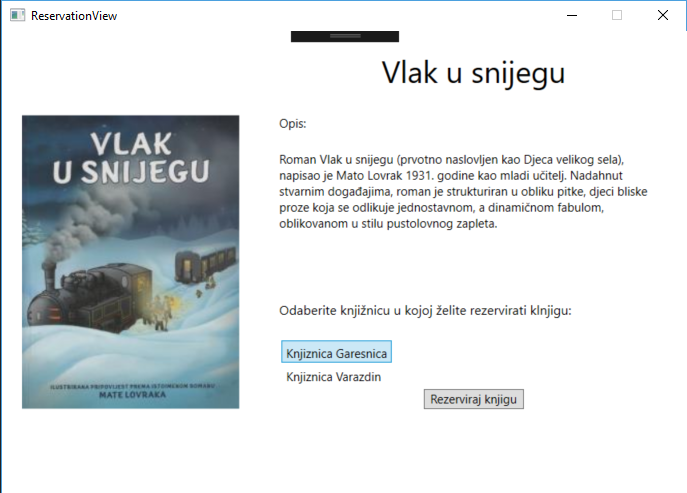 ReservationView
Vlak u snijegu
VLAK
U SNIJEGU
ILUSTRIRANA PRIPOVIJEST PREMA ISTOIMENOM ROMANU
MATE LOVRAKA
Opis:
Roman Vlak u snijegu (prvotno naslovljen kao Djeca velikog sela),
napisao je Mato Lovrak 1931. godine kao mladi učitelj. Nadahnut
stvarnim događajima, roman je strukturiran u obliku pitke, djeci bliske
proze koja se odlikuje jednostavnom, a dinamičnom fabulom,
oblikovanom u stilu pustolovnog zapleta.
Odaberite knjižnicu u kojoj želite rezervirati klnjigu:
Knjiznica Garesnica
Knjiznica Varazdin
Rezerviraj knjigu